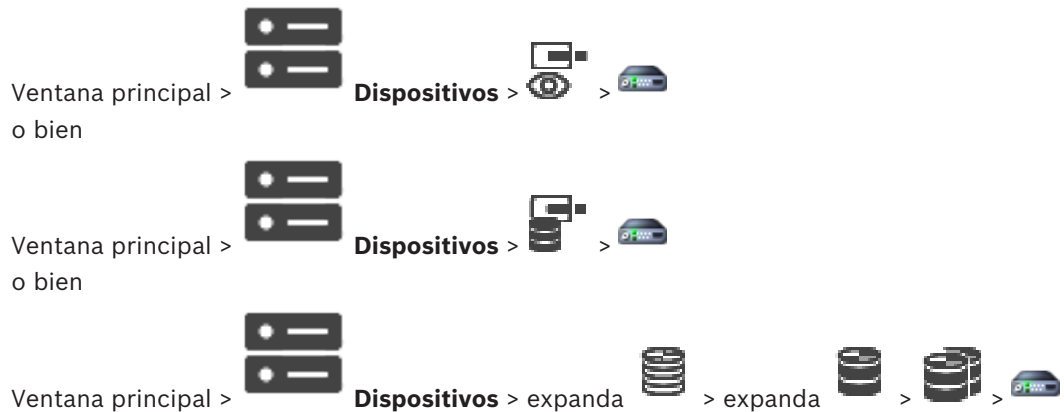 Ventana principal > Dispositivos > >
o bien
Ventana principal > Dispositivos > >
o bien
Ventana principal > Dispositivos > expanda > expanda > >